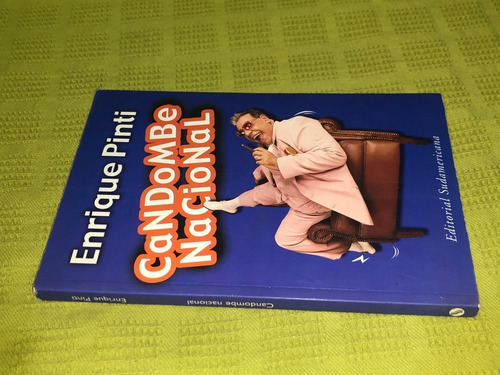 Enrique Pinti
CaNDoMBe
NaCioNaL
Editorial Sudamericana
Enrique Pinti
Candombe nacional